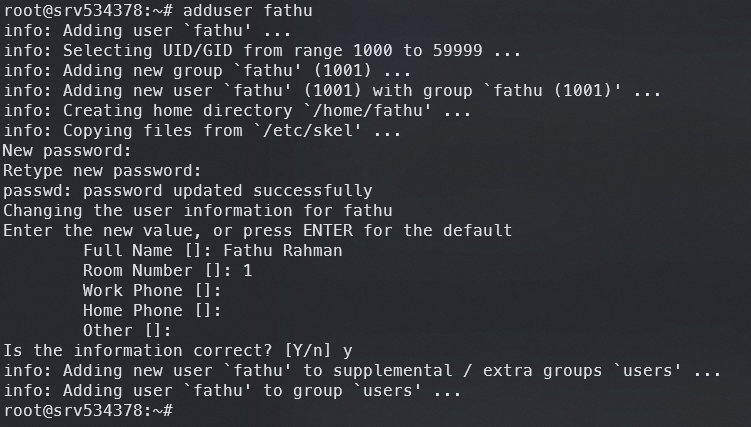 root@srv534378:~# adduser fathu
info: Adding user `fathu' ...
info: Selecting UID/GID from range 1000 to 59999 ...
info: Adding new group `fathu' (1001) ...
info: Adding new user `fathu' (1001) with group `fathu (1001)' ...
info: Creating home directory `/home/fathu' ...
info: Copying files from `/etc/skel' ...
New password:
Retype new password:
passwd: password updated successfully
Changing the user information for fathu
Enter the new value, or press ENTER for the default
        Full Name []: Fathu Rahman
        Room Number []: 1
        Work Phone []:
        Home Phone []:
        Other []:
Is the information correct? [Y/n] y
info: Adding new user `fathu' to supplemental / extra groups `users' ...
info: Adding user `fathu' to group `users' ...
root@srv534378:~#